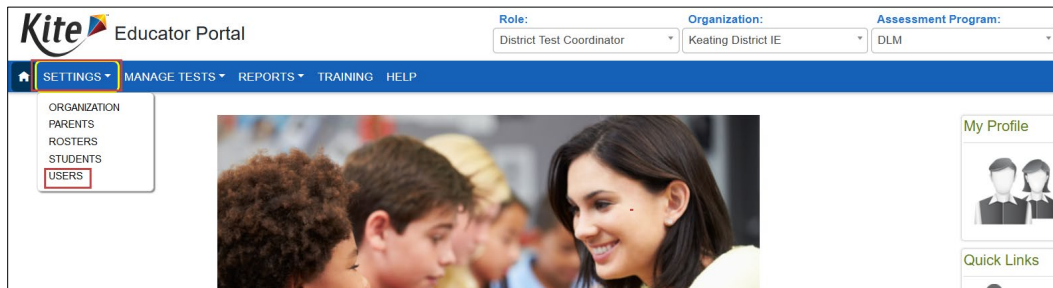 Kite Educator Portal
Role: Organization: Assessment Program:
District Test Coordinator Keating District IE DLM
SETTINGS MANAGE TESTS REPORTS TRAINING HELP
ORGANIZATION
PARENTS
ROSTERS
STUDENTS
USERS
My Profile
Quick Links